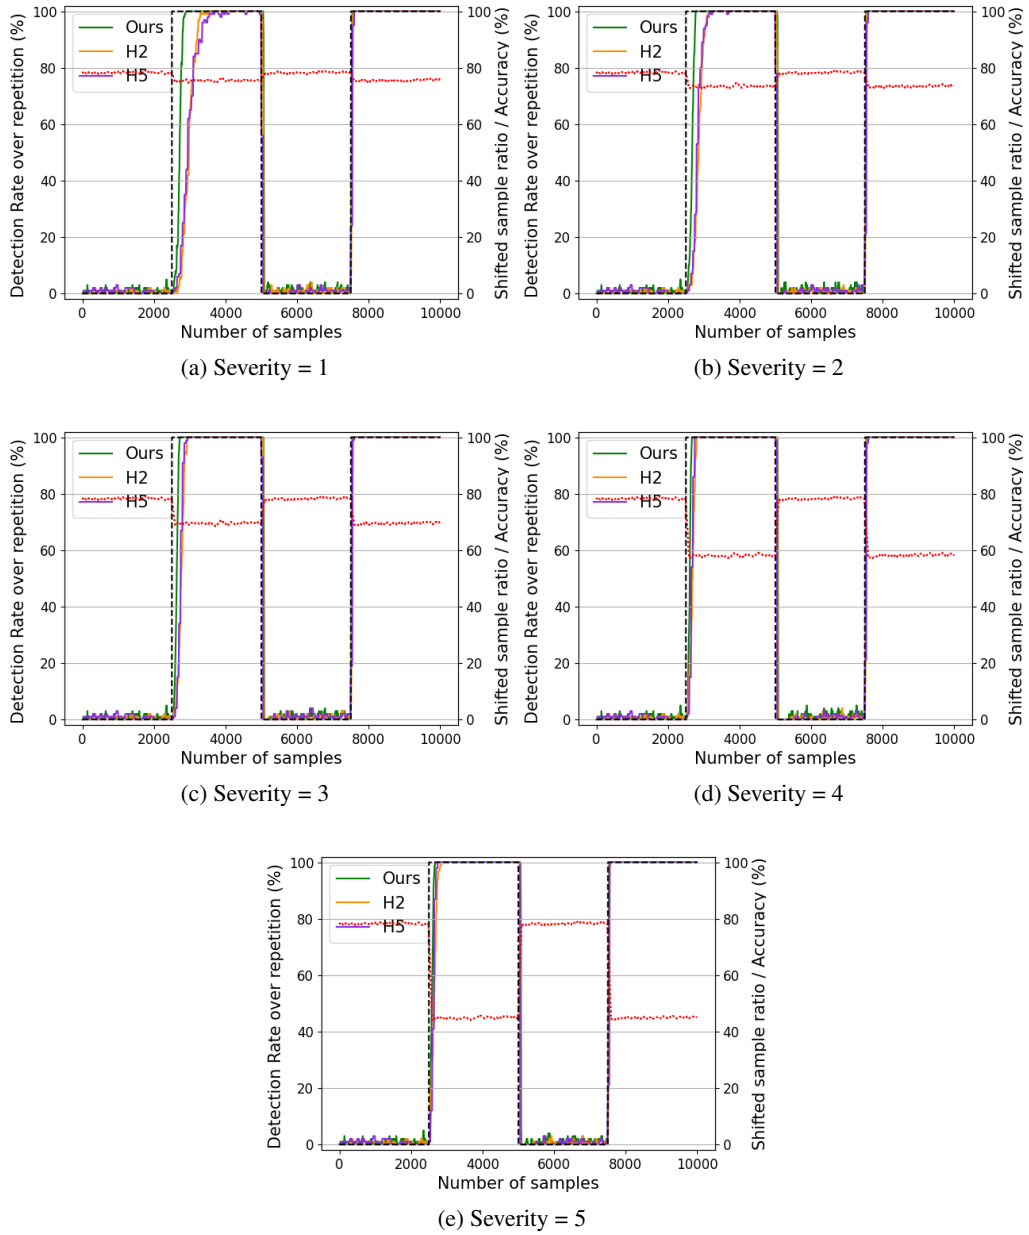 Detection Rate over repetition (%)
100
80
60
40
20
0
Ours
H2
H5
0 2000 4000 6000 8000 10000
Number of samples
100
80
60
40
20
0
Shifted sample ratio / Accuracy (%)
(a) Severity = 1
Detection Rate over repetition (%)
100
80
60
40
20
0
Ours
H2
H5
0 2000 4000 6000 8000 10000
Number of samples
100
80
60
40
20
0
Shifted sample ratio / Accuracy (%)
(b) Severity = 2
Detection Rate over repetition (%)
100
80
60
40
20
0
Ours
H2
H5
0 2000 4000 6000 8000 10000
Number of samples
100
80
60
40
20
0
Shifted sample ratio / Accuracy (%)
(c) Severity = 3
Detection Rate over repetition (%)
100
80
60
40
20
0
Ours
H2
H5
0 2000 4000 6000 8000 10000
Number of samples
100
80
60
40
20
0
Shifted sample ratio / Accuracy (%)
(d) Severity = 4
Detection Rate over repetition (%)
100
80
60
40
20
0
Ours
H2
H5
0 2000 4000 6000 8000 10000
Number of samples
100
80
60
40
20
0
Shifted sample ratio / Accuracy (%)
(e) Severity = 5